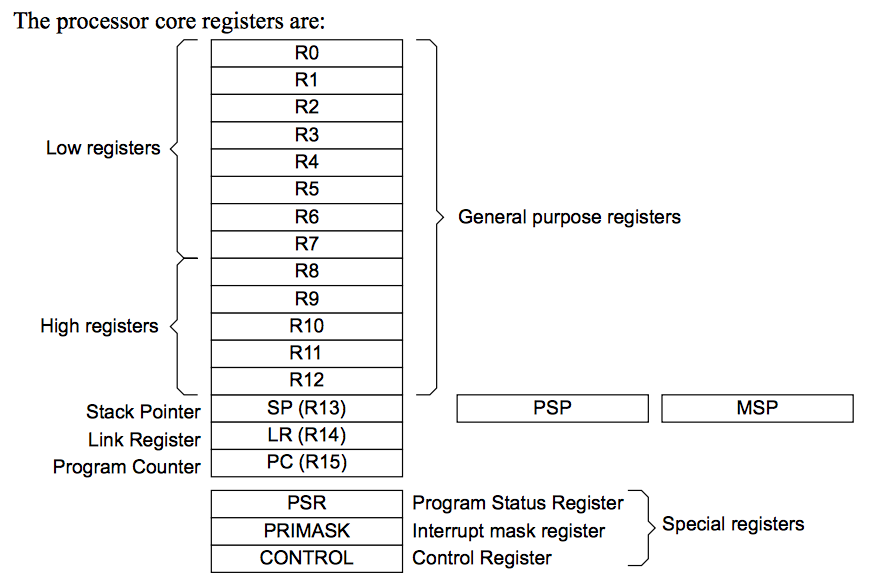 The processor core registers are:
R0
R1
R2
R3
Low registers
R4
R5
R6
General purpose registers
R7
R8
R9
High registers
R10
R11
R12
Stack Pointer SP (R13) PSP MSP
Link Register LR (R14)
Program Counter PC (R15)
PSR Program Status Register
PRIMASK Interrupt mask register Special registers
CONTROL Control Register